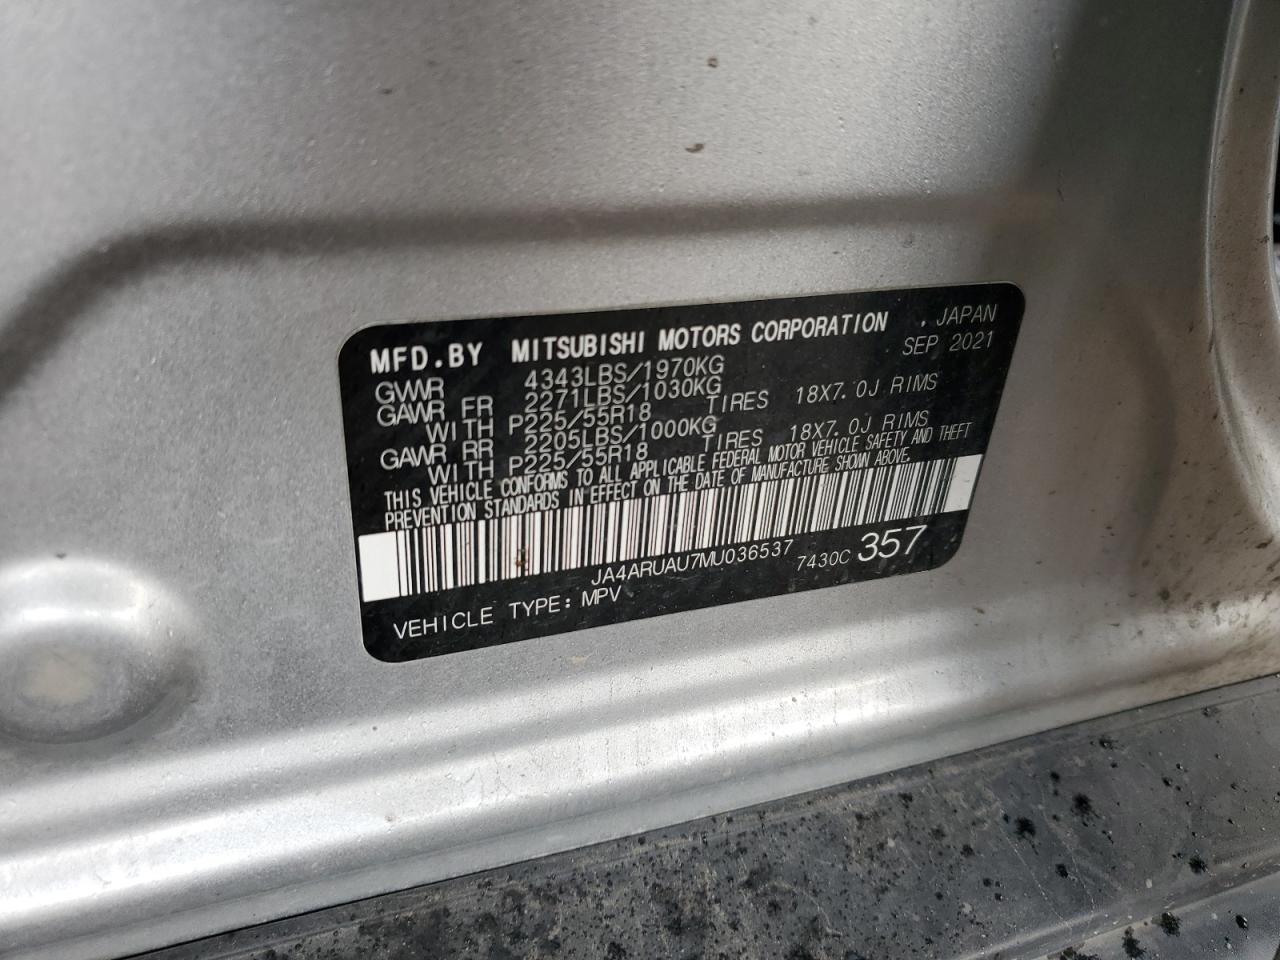 MFD.BY MITSUBISHI MOTORS CORPORATION , JAPAN
SEP 2021
GVWR 4343LBS/1970KG
GAWR FR 2271LBS/1030KG
WITH P225/55R18 TIRES 18X7.0J RIMS
GAWR RR 2205LBS/1000KG
WITH P225/55R18 TIRES 18X7.0J RIMS
THIS VEHICLE CONFORMS TO ALL APPLICABLE FEDERAL MOTOR VEHICLE SAFETY AND THEFT
PREVENTION STANDARDS IN EFFECT ON THE DATE OF MANUFACTURE SHOWN ABOVE.
JA4ARUAU7MU036537 7430C 357
VEHICLE TYPE: MPV